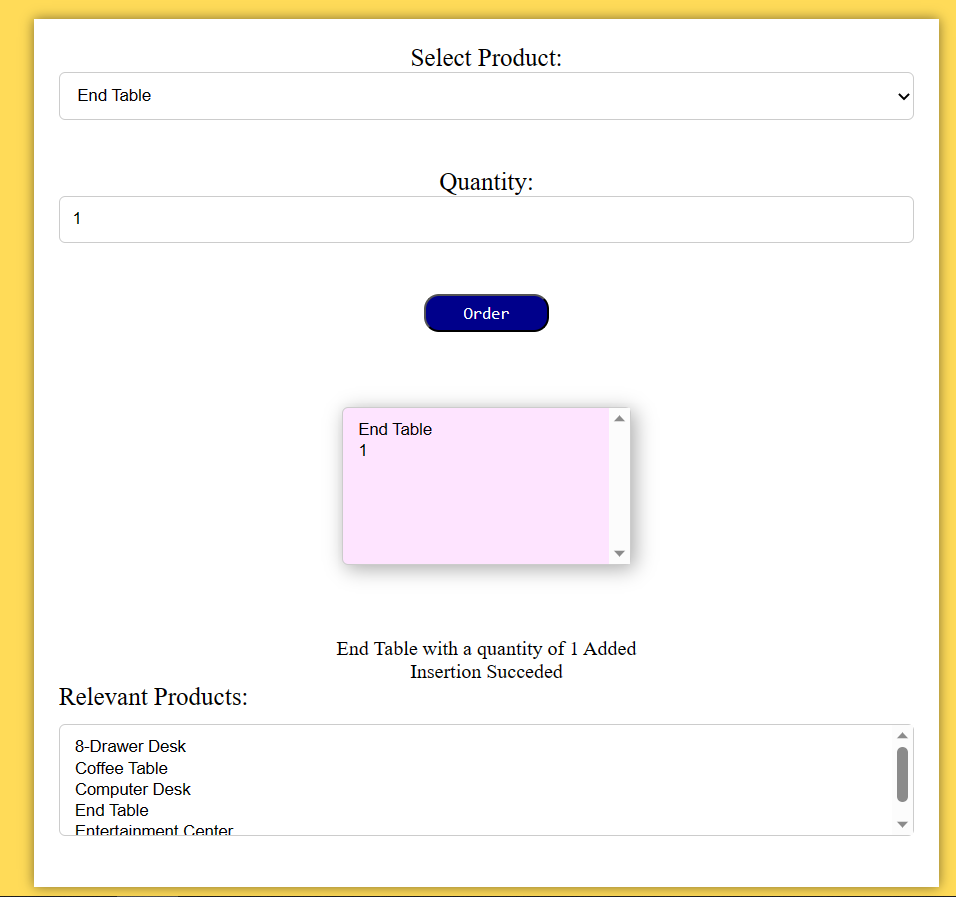 Select Product:
End Table
Quantity:
1
Order
End Table
1
End Table with a quantity of 1 Added
Insertion Succeded
Relevant Products:
8-Drawer Desk
Coffee Table
Computer Desk
End Table
Entertainment Center